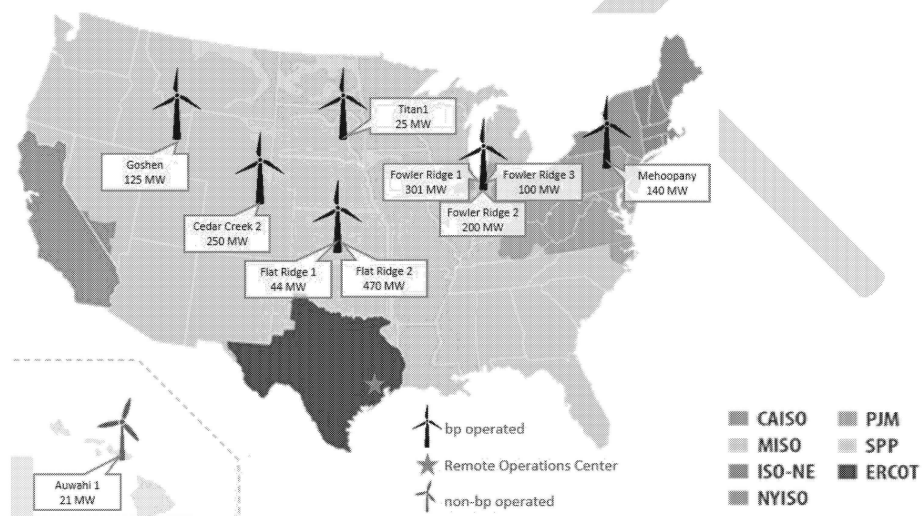 Titan1
25 MW
Goshen
125 MW
Fowler Ridge 1
301 MW
Fowler Ridge 3
100 MW
Mehoopany
140 MW
Fowler Ridge 2
200 MW
Cedar Creek 2
250 MW
Flat Ridge 1
44 MW
Flat Ridge 2
470 MW
Auwahi 1
21 MW
bp operated
Remote Operations Center
non-bp operated
CAISO
MISO
ISO-NE
NYISO
PJM
SPP
ERCOT